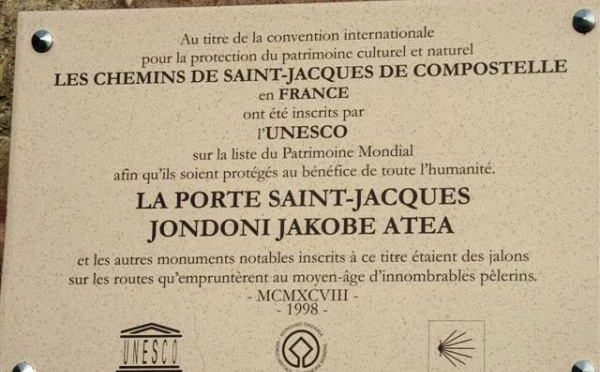 Au titre de la convention internationale
pour la protection du patrimoine culturel et naturel
LES CHEMINS DE SAINT-JACQUES DE COMPOSTELLE
en FRANCE
ont été inscrits par
l'UNESCO
sur la liste du Patrimoine Mondial
afin qu'ils soient protégés au bénéfice de toute l'humanité.
LA PORTE SAINT-JACQUES
JONDONI JAKOBE ATEA
et les autres monuments notables inscrits à ce titre étaient des jalons
sur les routes qu'empruntèrent au moyen-âge d'innombrables pèlerins.
- MCMXCVIII -
- 1998 -
UNESCO